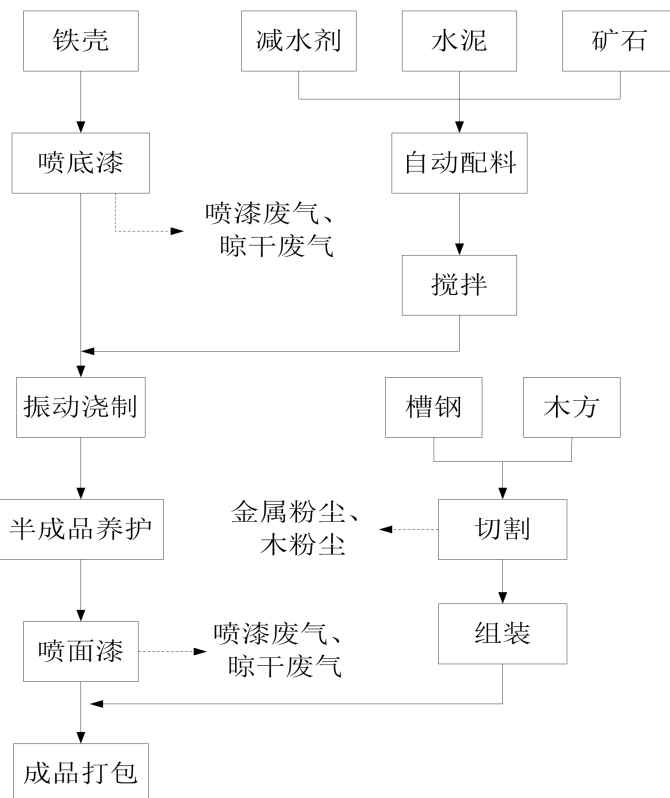 铁壳
减水剂
水泥
矿石
喷底漆
自动配料
喷漆废气、
晾干废气
搅拌
振动浇制
槽钢
木方
半成品养护
金属粉尘、
木粉尘
切割
喷面漆
喷漆废气、
晾干废气
组装
成品打包